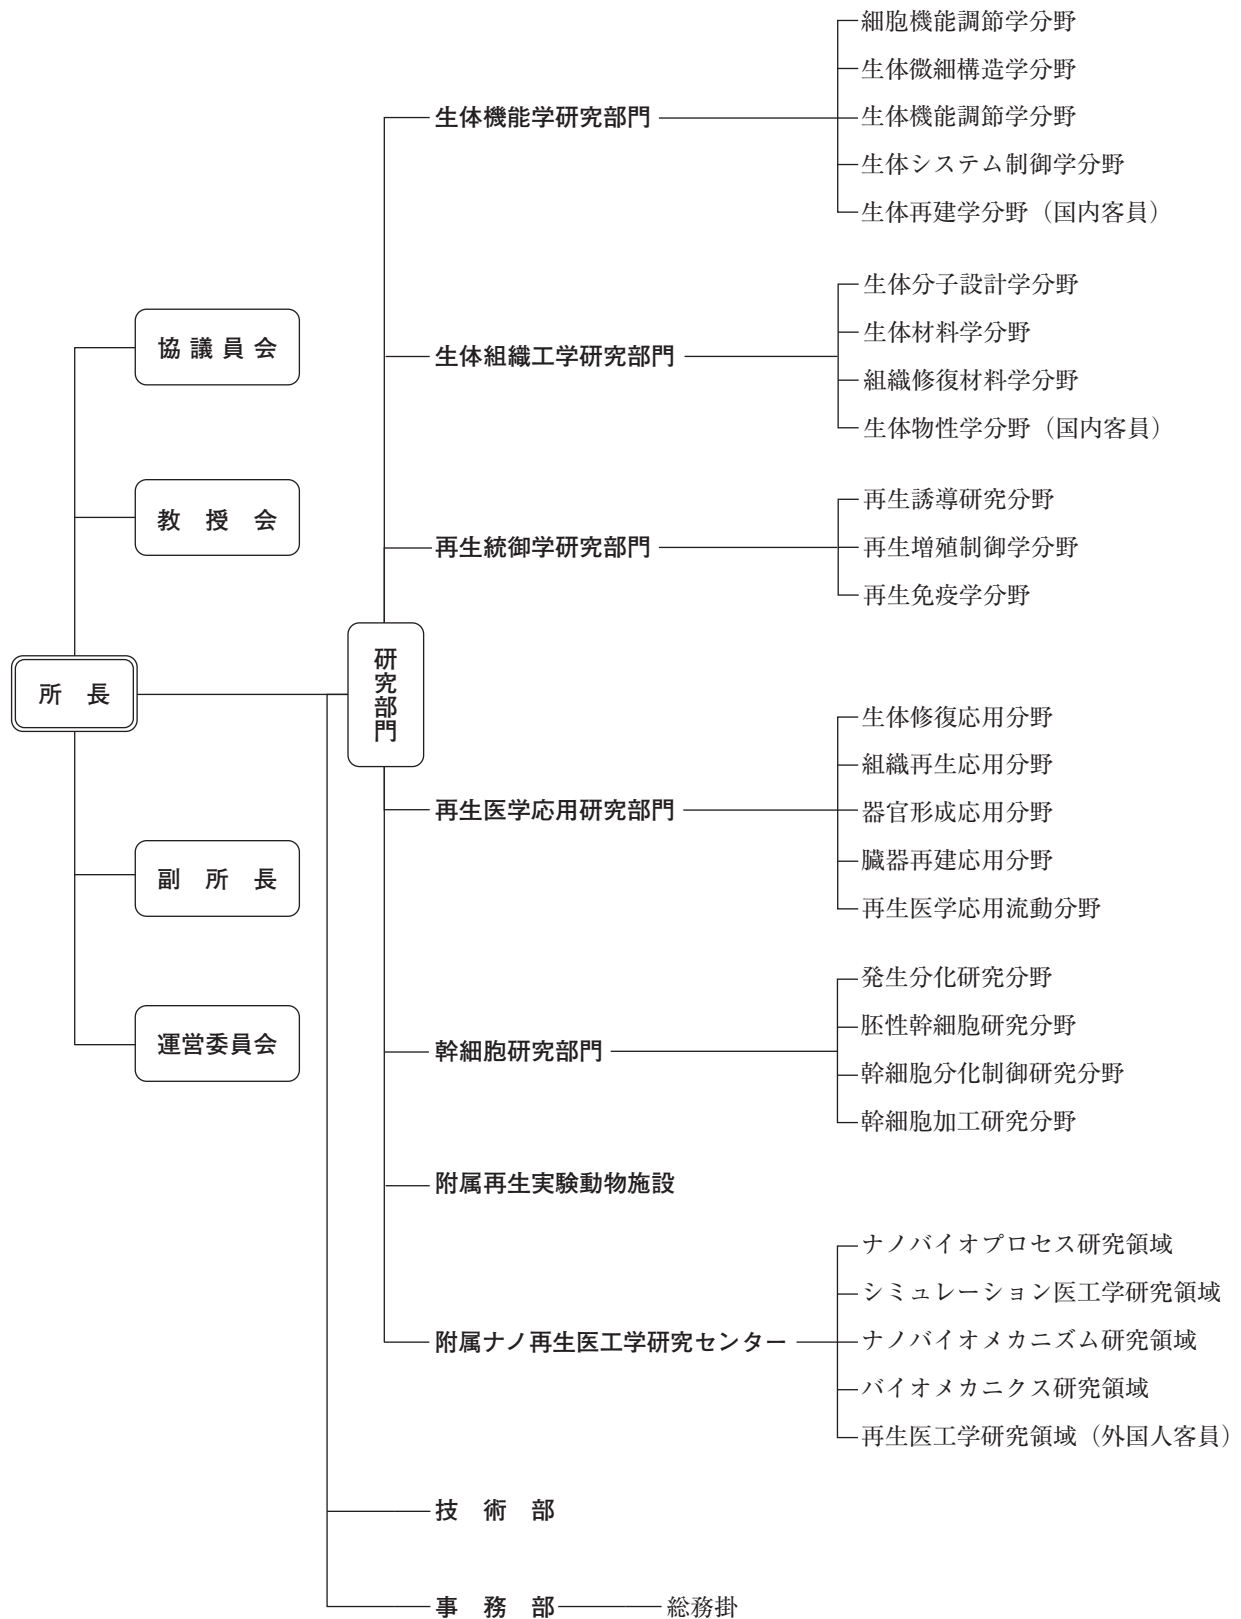 所　長
協 議 員 会
教　授　会
副　所　長
運営委員会
研究部門
生体機能学研究部門
細胞機能調節学分野
生体微細構造学分野
生体機能調節学分野
生体システム制御学分野
生体再建学分野（国内客員）
生体組織工学研究部門
生体分子設計学分野
生体材料学分野
組織修復材料学分野
生体物性学分野（国内客員）
再生統御学研究部門
再生誘導研究分野
再生増殖制御学分野
再生免疫学分野
再生医学応用研究部門
生体修復応用分野
組織再生応用分野
器官形成応用分野
臓器再建応用分野
再生医学応用流動分野
幹細胞研究部門
発生分化研究分野
胚性幹細胞研究分野
幹細胞分化制御研究分野
幹細胞加工研究分野
附属再生実験動物施設
附属ナノ再生医工学研究センター
ナノバイオプロセス研究領域
シミュレーション医工学研究領域
ナノバイオメカニズム研究領域
バイオメカニクス研究領域
再生医工学研究領域（外国人客員）
技　術　部
事　務　部
総務掛